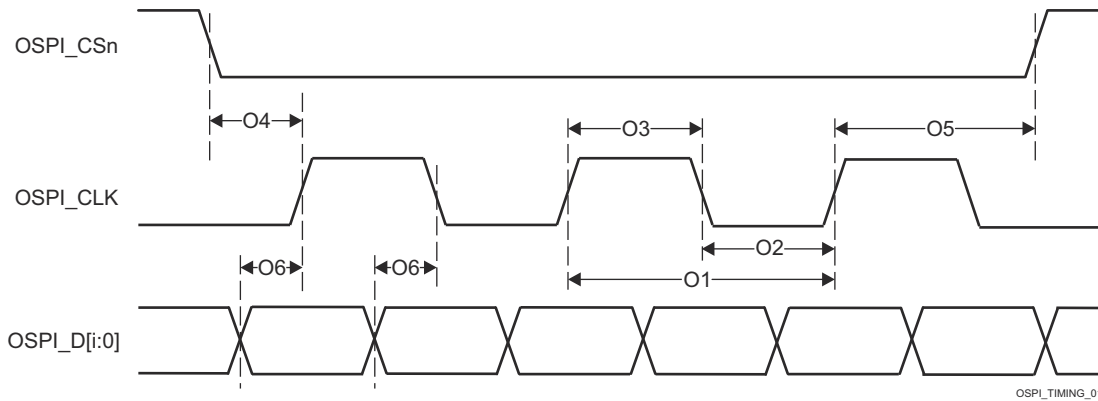 OSPI_CSn
O4
O3
O5
OSPI_CLK
O2
O6
O6
O1
OSPI_D[i:0]
OSPI_TIMING_0